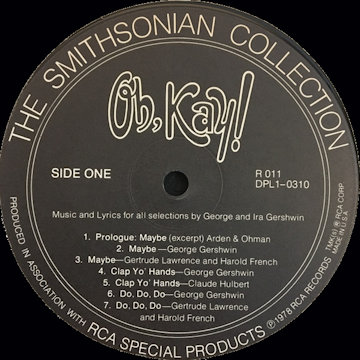 THE SMITHSONIAN COLLECTION
Oh, Kay!
SIDE ONE
R 011
DPL1-0310
Music and Lyrics for all selections by George and Ira Gershwin
1. Prologue: Maybe (excerpt) Arden & Ohman
2. Maybe—George Gershwin
3. Maybe—Gertrude Lawrence and Harold French
4. Clap Yo' Hands—George Gershwin
5. Clap Yo' Hands—Claude Hulbert
6. Do, Do, Do—George Gershwin
7. Do, Do, Do—Gertrude Lawrence
and Harold French
PRODUCED IN ASSOCIATION WITH RCA SPECIAL PRODUCTS
Ⓟ 1978 RCA RECORDS
RCA CORP.
MADE IN U.S.A.